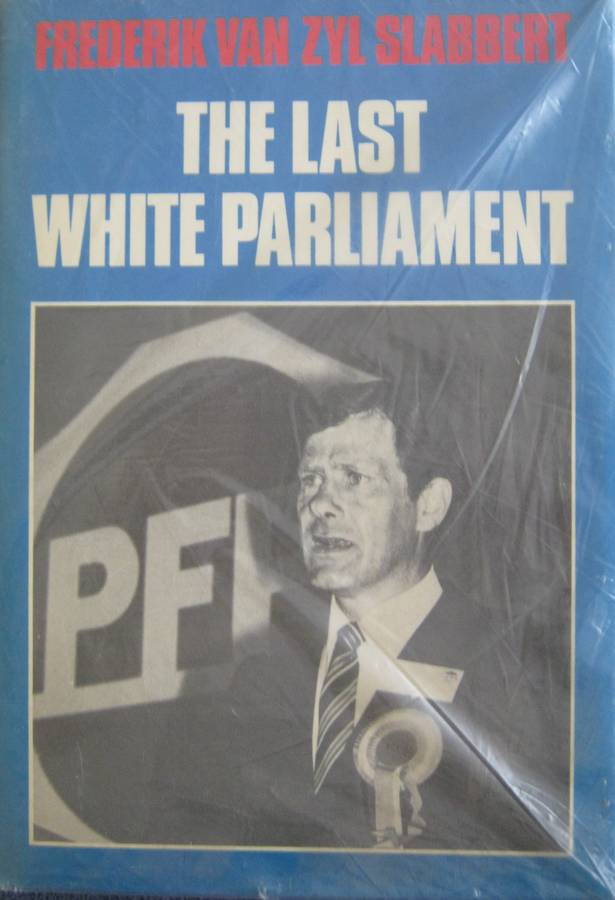 FREDERIK VAN ZYL SLABBERT
THE LAST
WHITE PARLIAMENT
PF